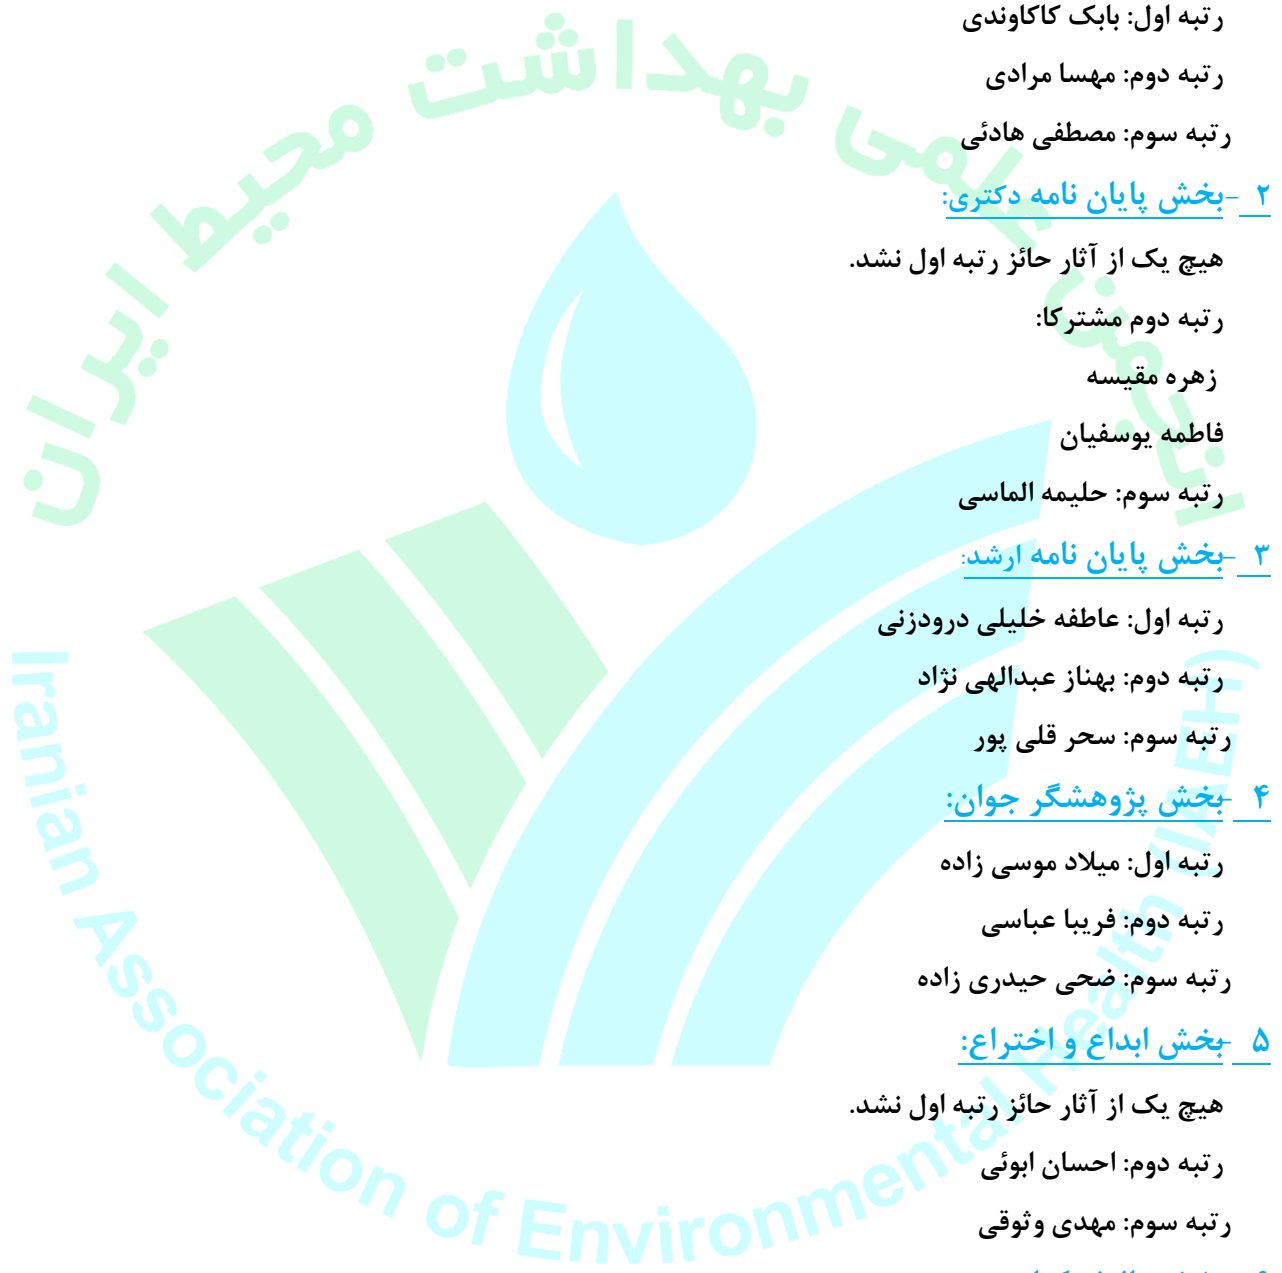 رتبه اول: بابک کاکاوندی
رتبه دوم: مهسا مرادی
رتبه سوم: مصطفی هادئی
۲ -بخش پایان نامه دکتری:
هیچ یک از آثار حائز رتبه اول نشد.
رتبه دوم مشترکا:
زهره مقیسه
فاطمه یوسفیان
رتبه سوم: حلیمه الماسی
۳ -بخش پایان نامه ارشد:
رتبه اول: عاطفه خلیلی درودزنی
رتبه دوم: بهناز عبدالهی نژاد
رتبه سوم: سحر قلی پور
۴ -بخش پژوهشگر جوان:
رتبه اول: میلاد موسی زاده
رتبه دوم: فریبا عباسی
رتبه سوم: ضحی حیدری زاده
۵ -بخش ابداع و اختراع:
هیچ یک از آثار حائز رتبه اول نشد.
رتبه دوم: احسان ابوئی
رتبه سوم: مهدی وثوقی
انجمن علمی بهداشت محیط ایران
Iranian Association of Environmental Health (IAEH)